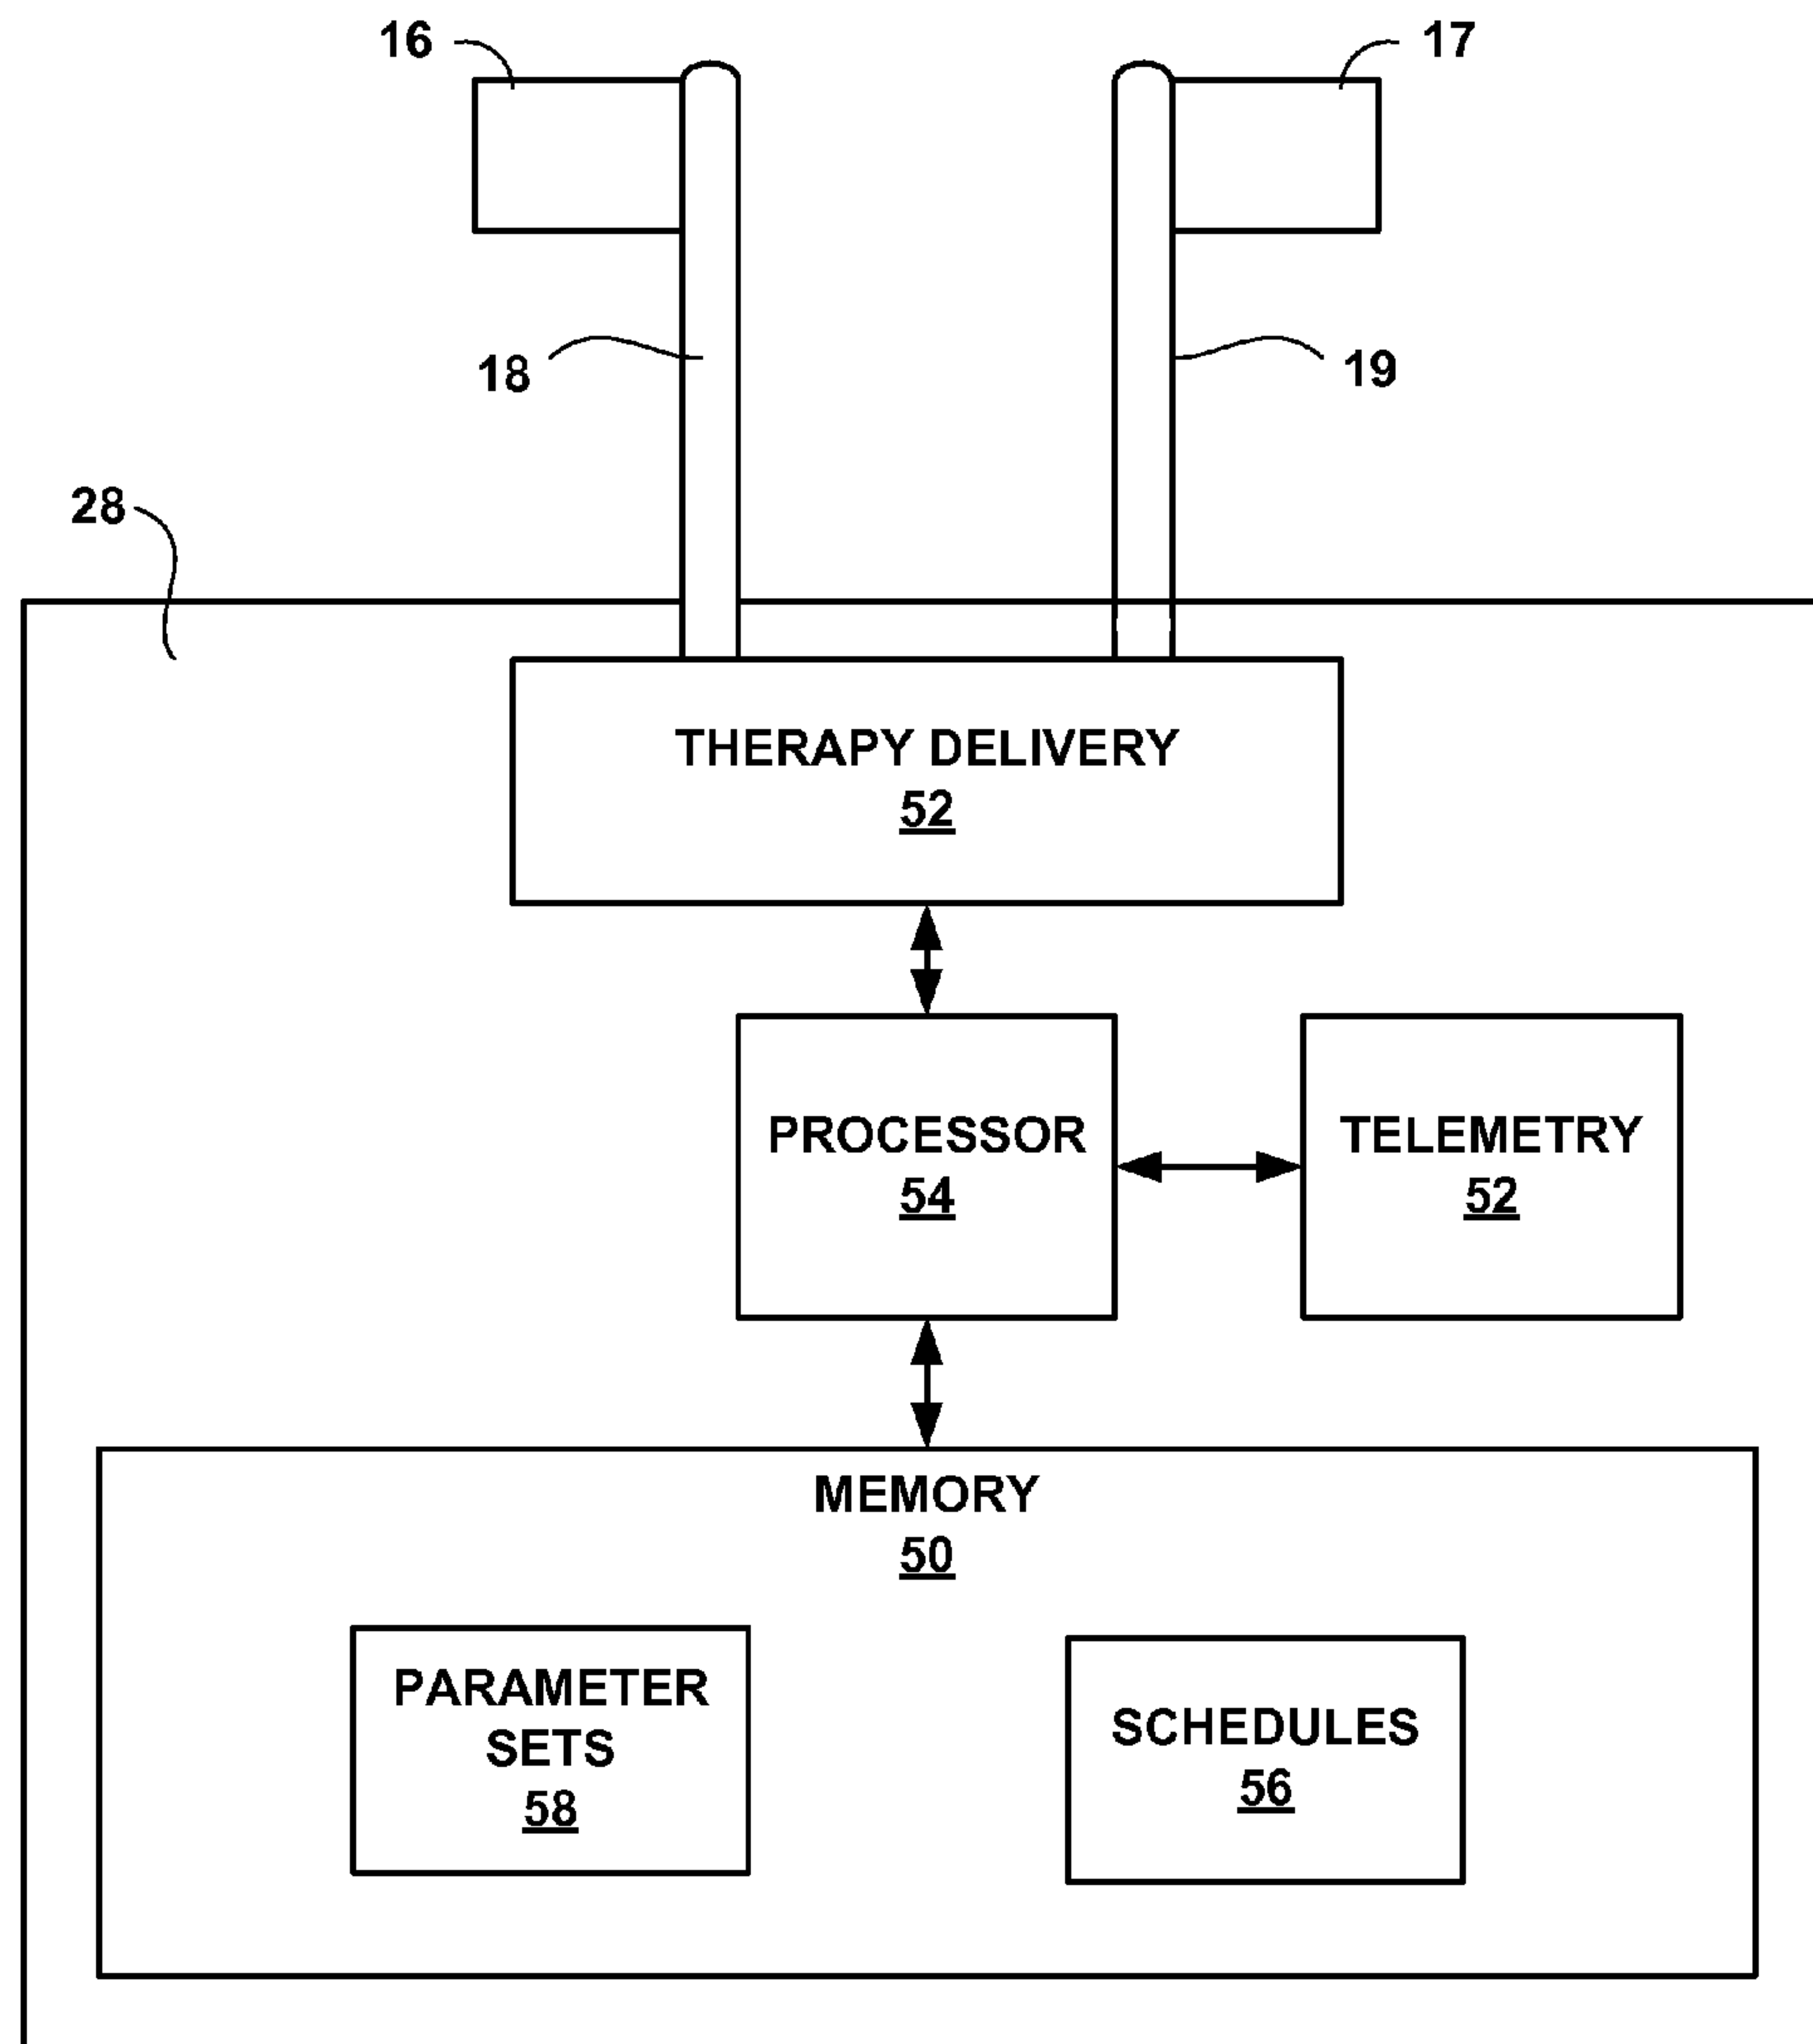 16
17
18
19
28
THERAPY DELIVERY
52
PROCESSOR
54
TELEMETRY
52
MEMORY
50
PARAMETER
SETS
58
SCHEDULES
56